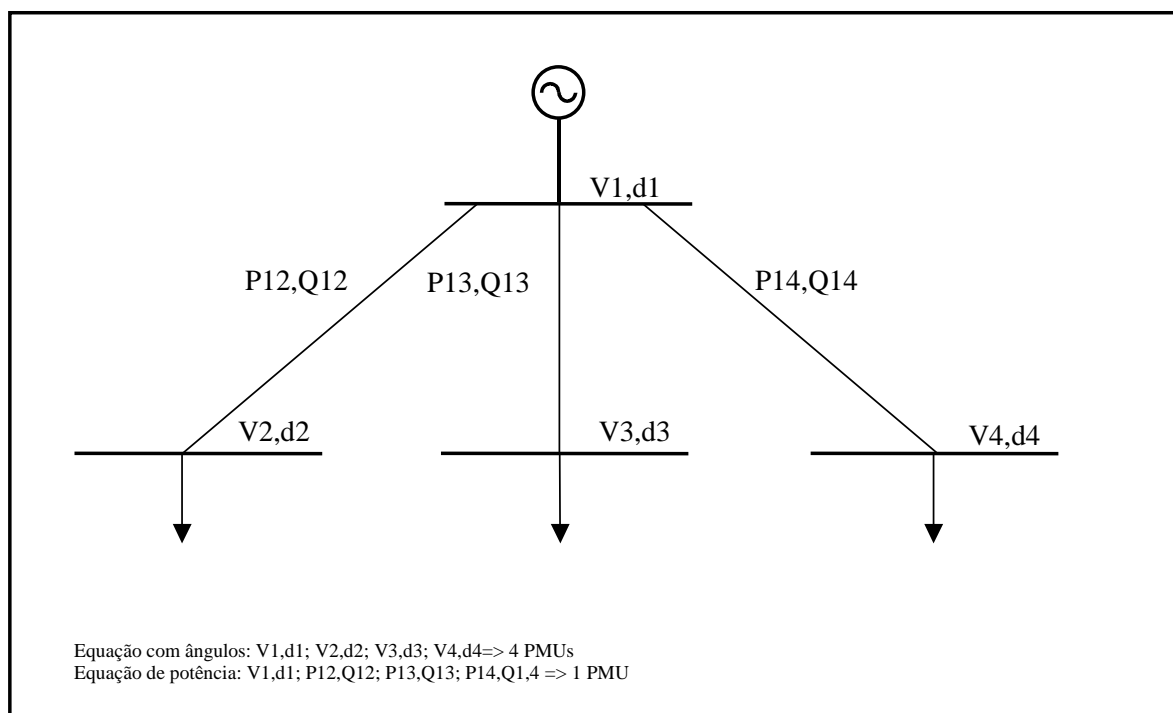 V1,d1
P12,Q12
P13,Q13
P14,Q14
V2,d2
V3,d3
V4,d4
Equação com ângulos: V1,d1; V2,d2; V3,d3; V4,d4=> 4 PMUs
Equação de potência: V1,d1; P12,Q12; P13,Q13; P14,Q1,4 => 1 PMU